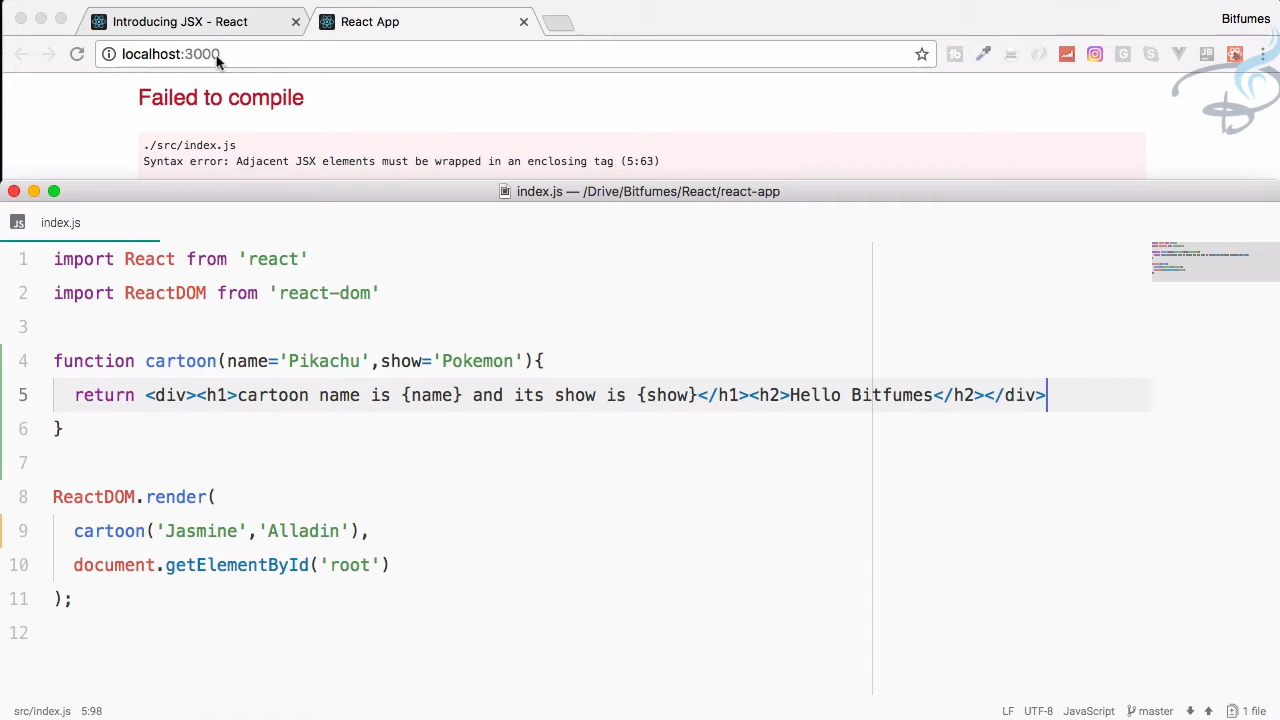 Introducing JSX - React
React App
Bitfumes
localhost:3000
Failed to compile
./src/index.js
Syntax error: Adjacent JSX elements must be wrapped in an enclosing tag (5:63)
index.js — /Drive/Bitfumes/React/react-app
JS index.js
1 import React from 'react'
2 import ReactDOM from 'react-dom'
3
4 function cartoon(name='Pikachu',show='Pokemon'){
5 return <div><h1>cartoon name is {name} and its show is {show}</h1><h2>Hello Bitfumes</h2></div>
6 }
7
8 ReactDOM.render(
9 cartoon('Jasmine','Alladin'),
10 document.getElementById('root')
11 );
12
src/index.js 5:98 LF UTF-8 JavaScript master 1 file